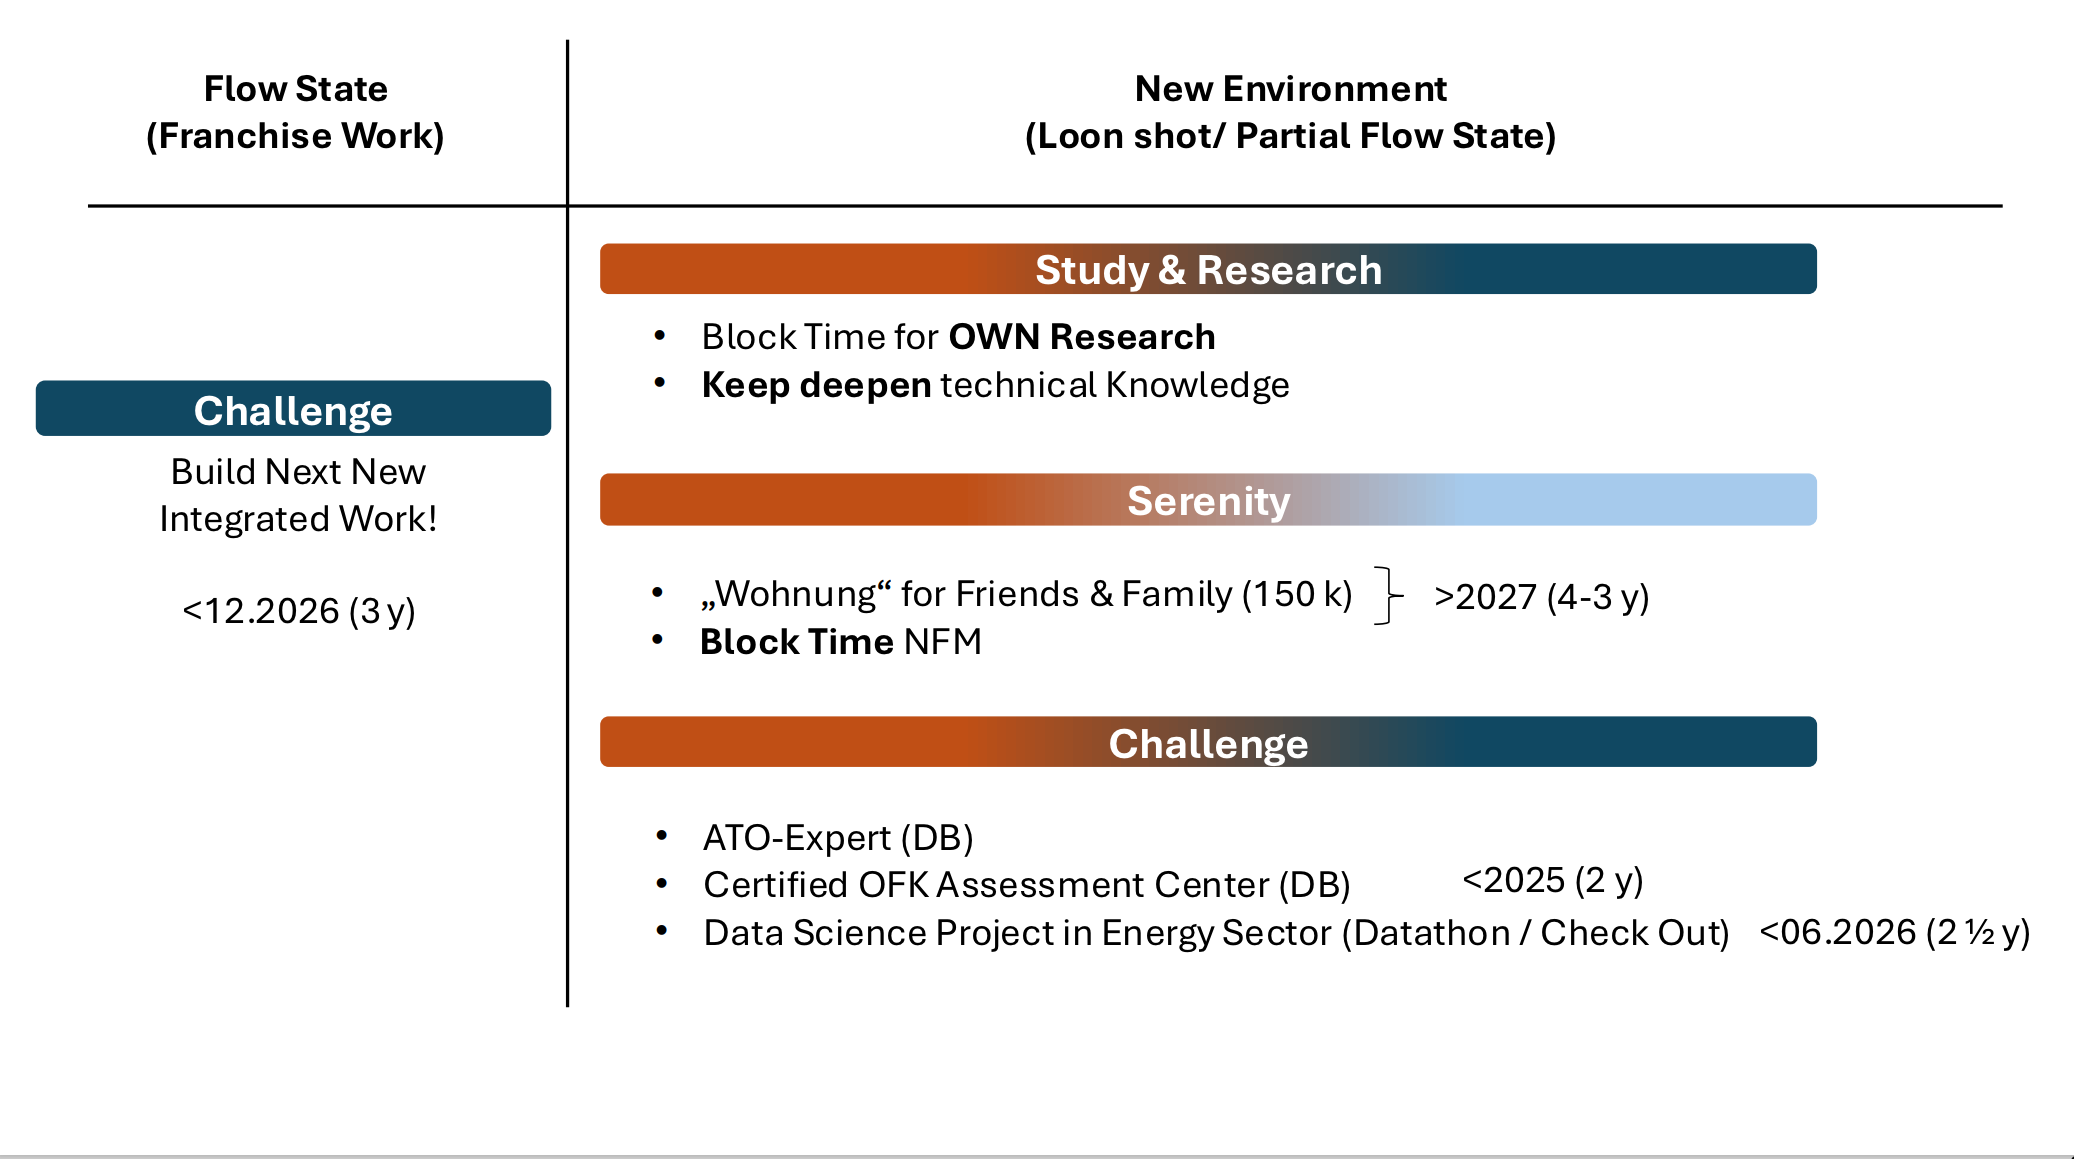 Flow State
(Franchise Work)
New Environment
(Loon shot/ Partial Flow State)
Challenge
Build Next New
Integrated Work!
<12.2026 (3 y)
Study & Research
• Block Time for OWN Research
• Keep deepen technical Knowledge
Serenity
• „Wohnung“ for Friends & Family (150 k)
>2027 (4-3 y)
• Block Time NFM
Challenge
• ATO-Expert (DB)
• Certified OFK Assessment Center (DB)
<2025 (2 y)
• Data Science Project in Energy Sector (Datathon / Check Out)
<06.2026 (2 ½ y)